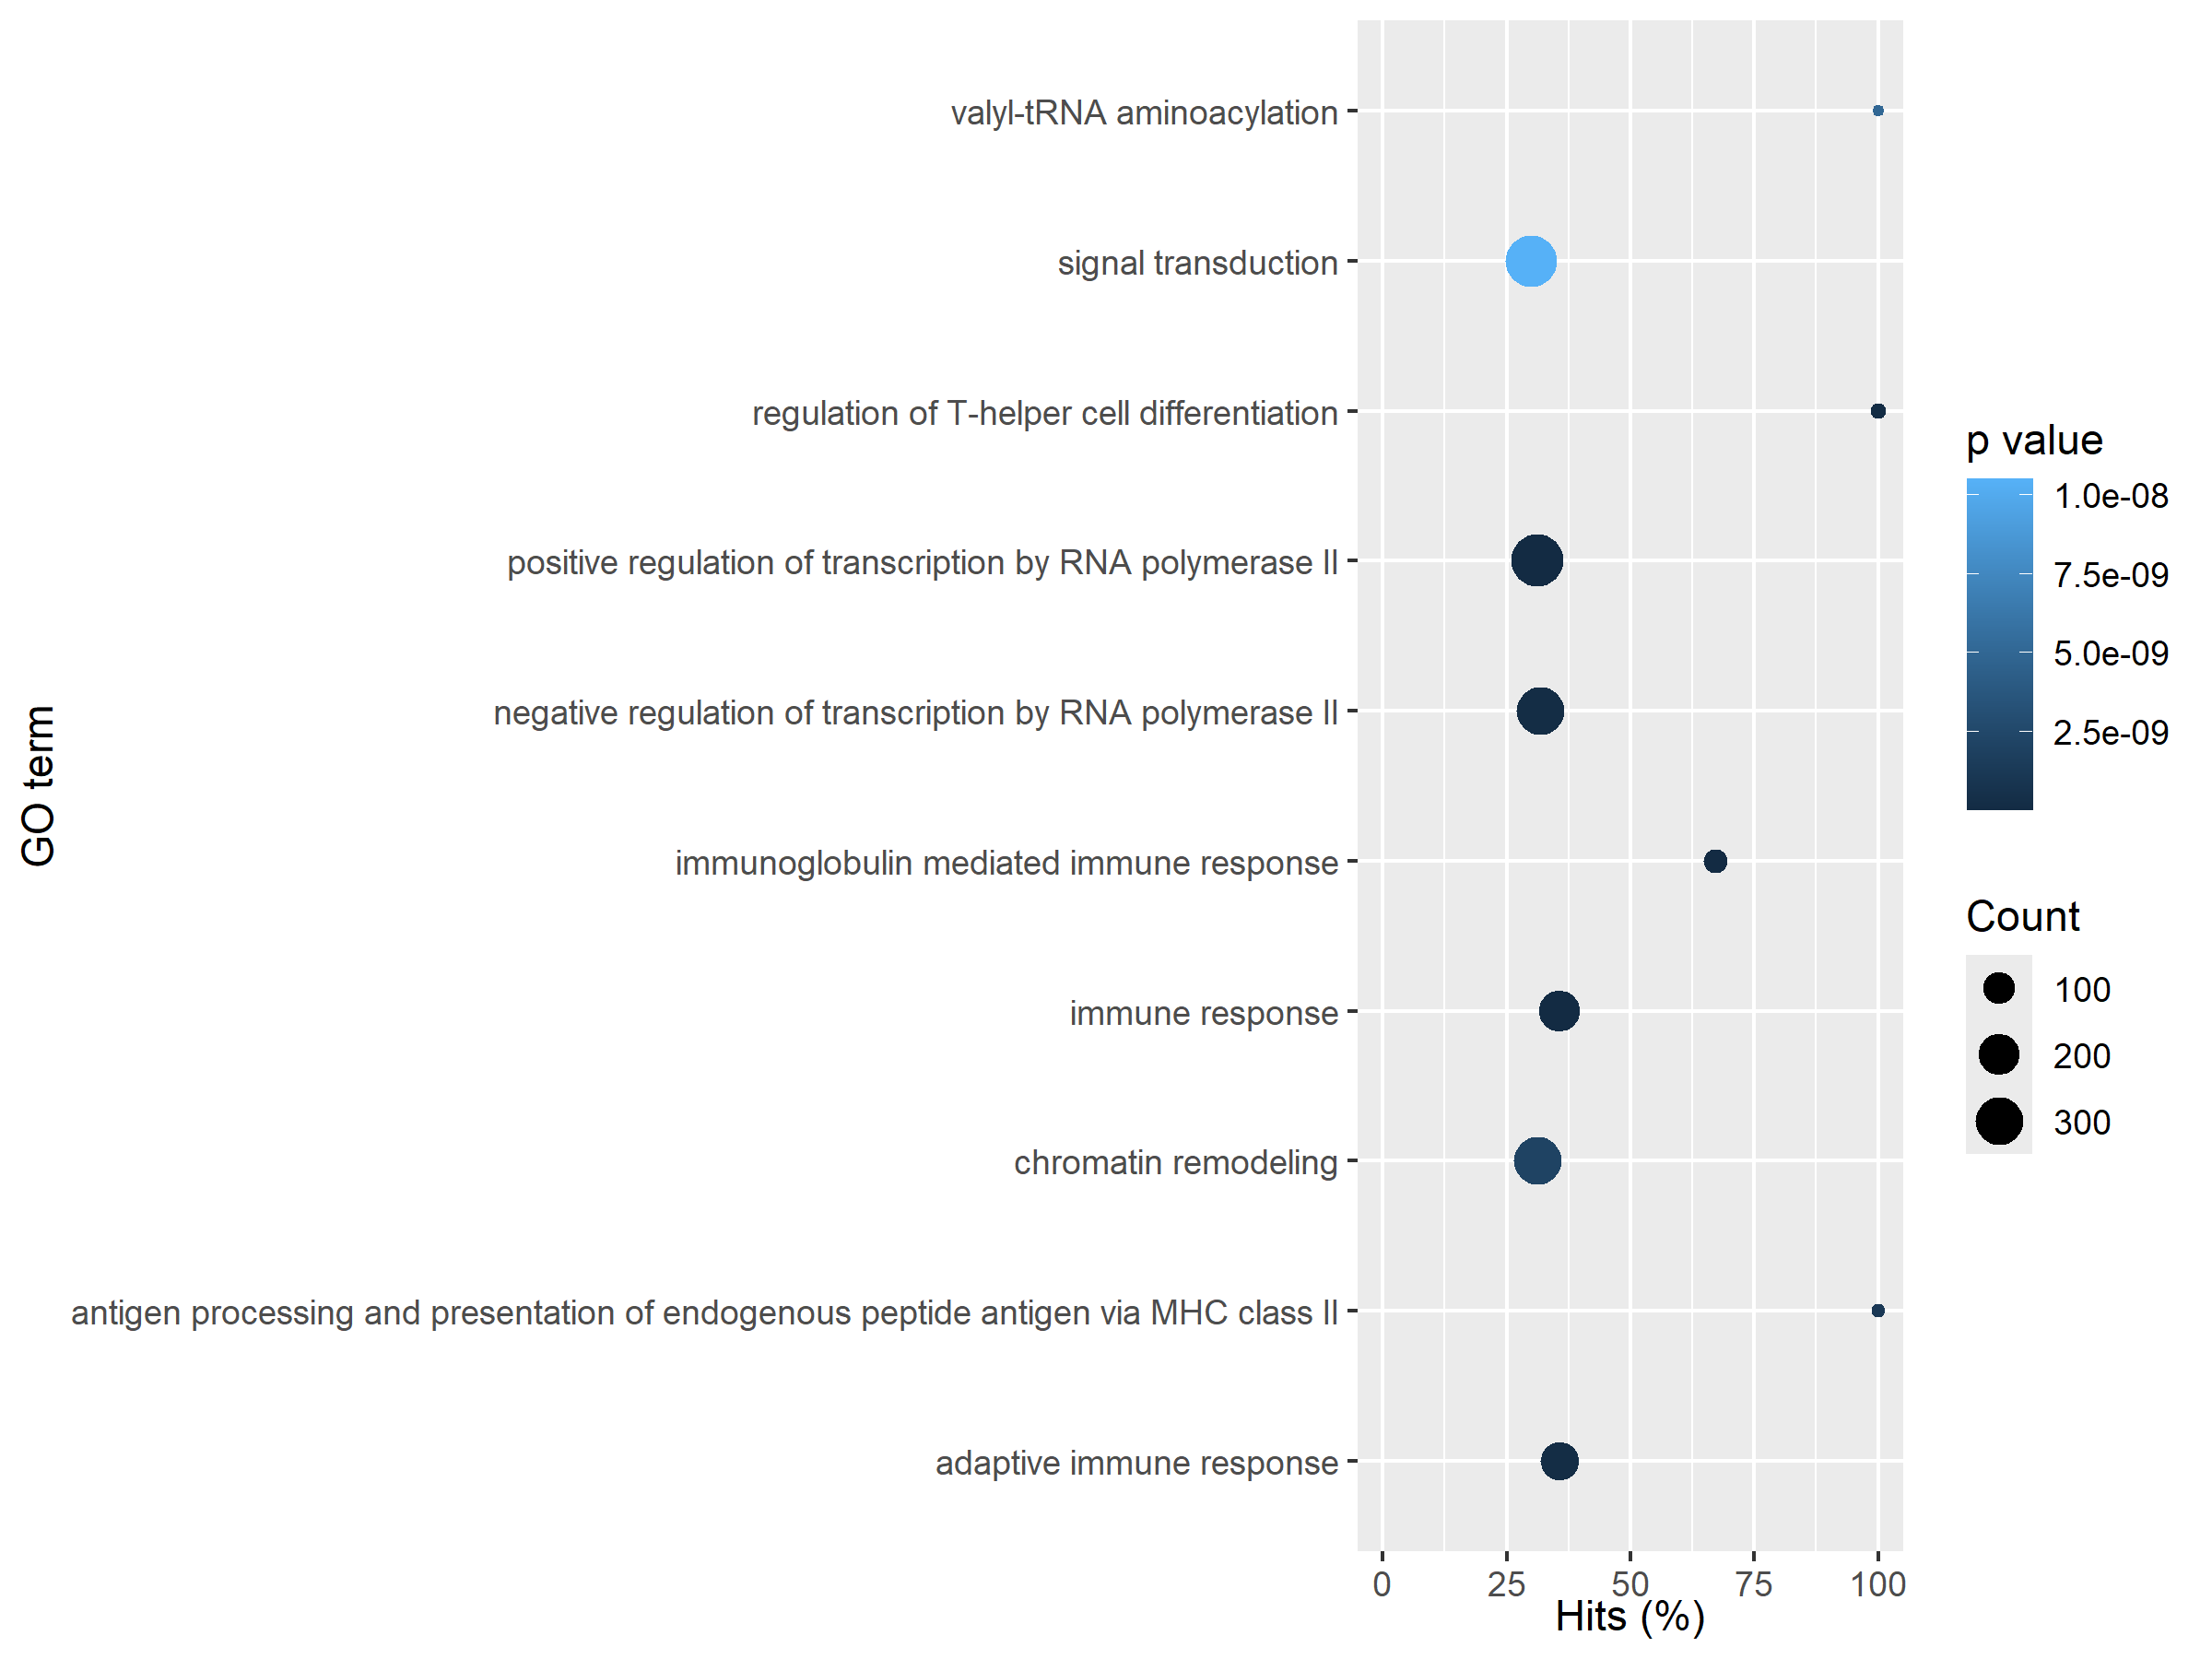 GO term
valyl-tRNA aminoacylation
signal transduction
regulation of T-helper cell differentiation
positive regulation of transcription by RNA polymerase II
negative regulation of transcription by RNA polymerase II
immunoglobulin mediated immune response
immune response
chromatin remodeling
antigen processing and presentation of endogenous peptide antigen via MHC class II
adaptive immune response
0 25 50 75 100
Hits (%)
p value
1.0e-08
7.5e-09
5.0e-09
2.5e-09
Count
100
200
300